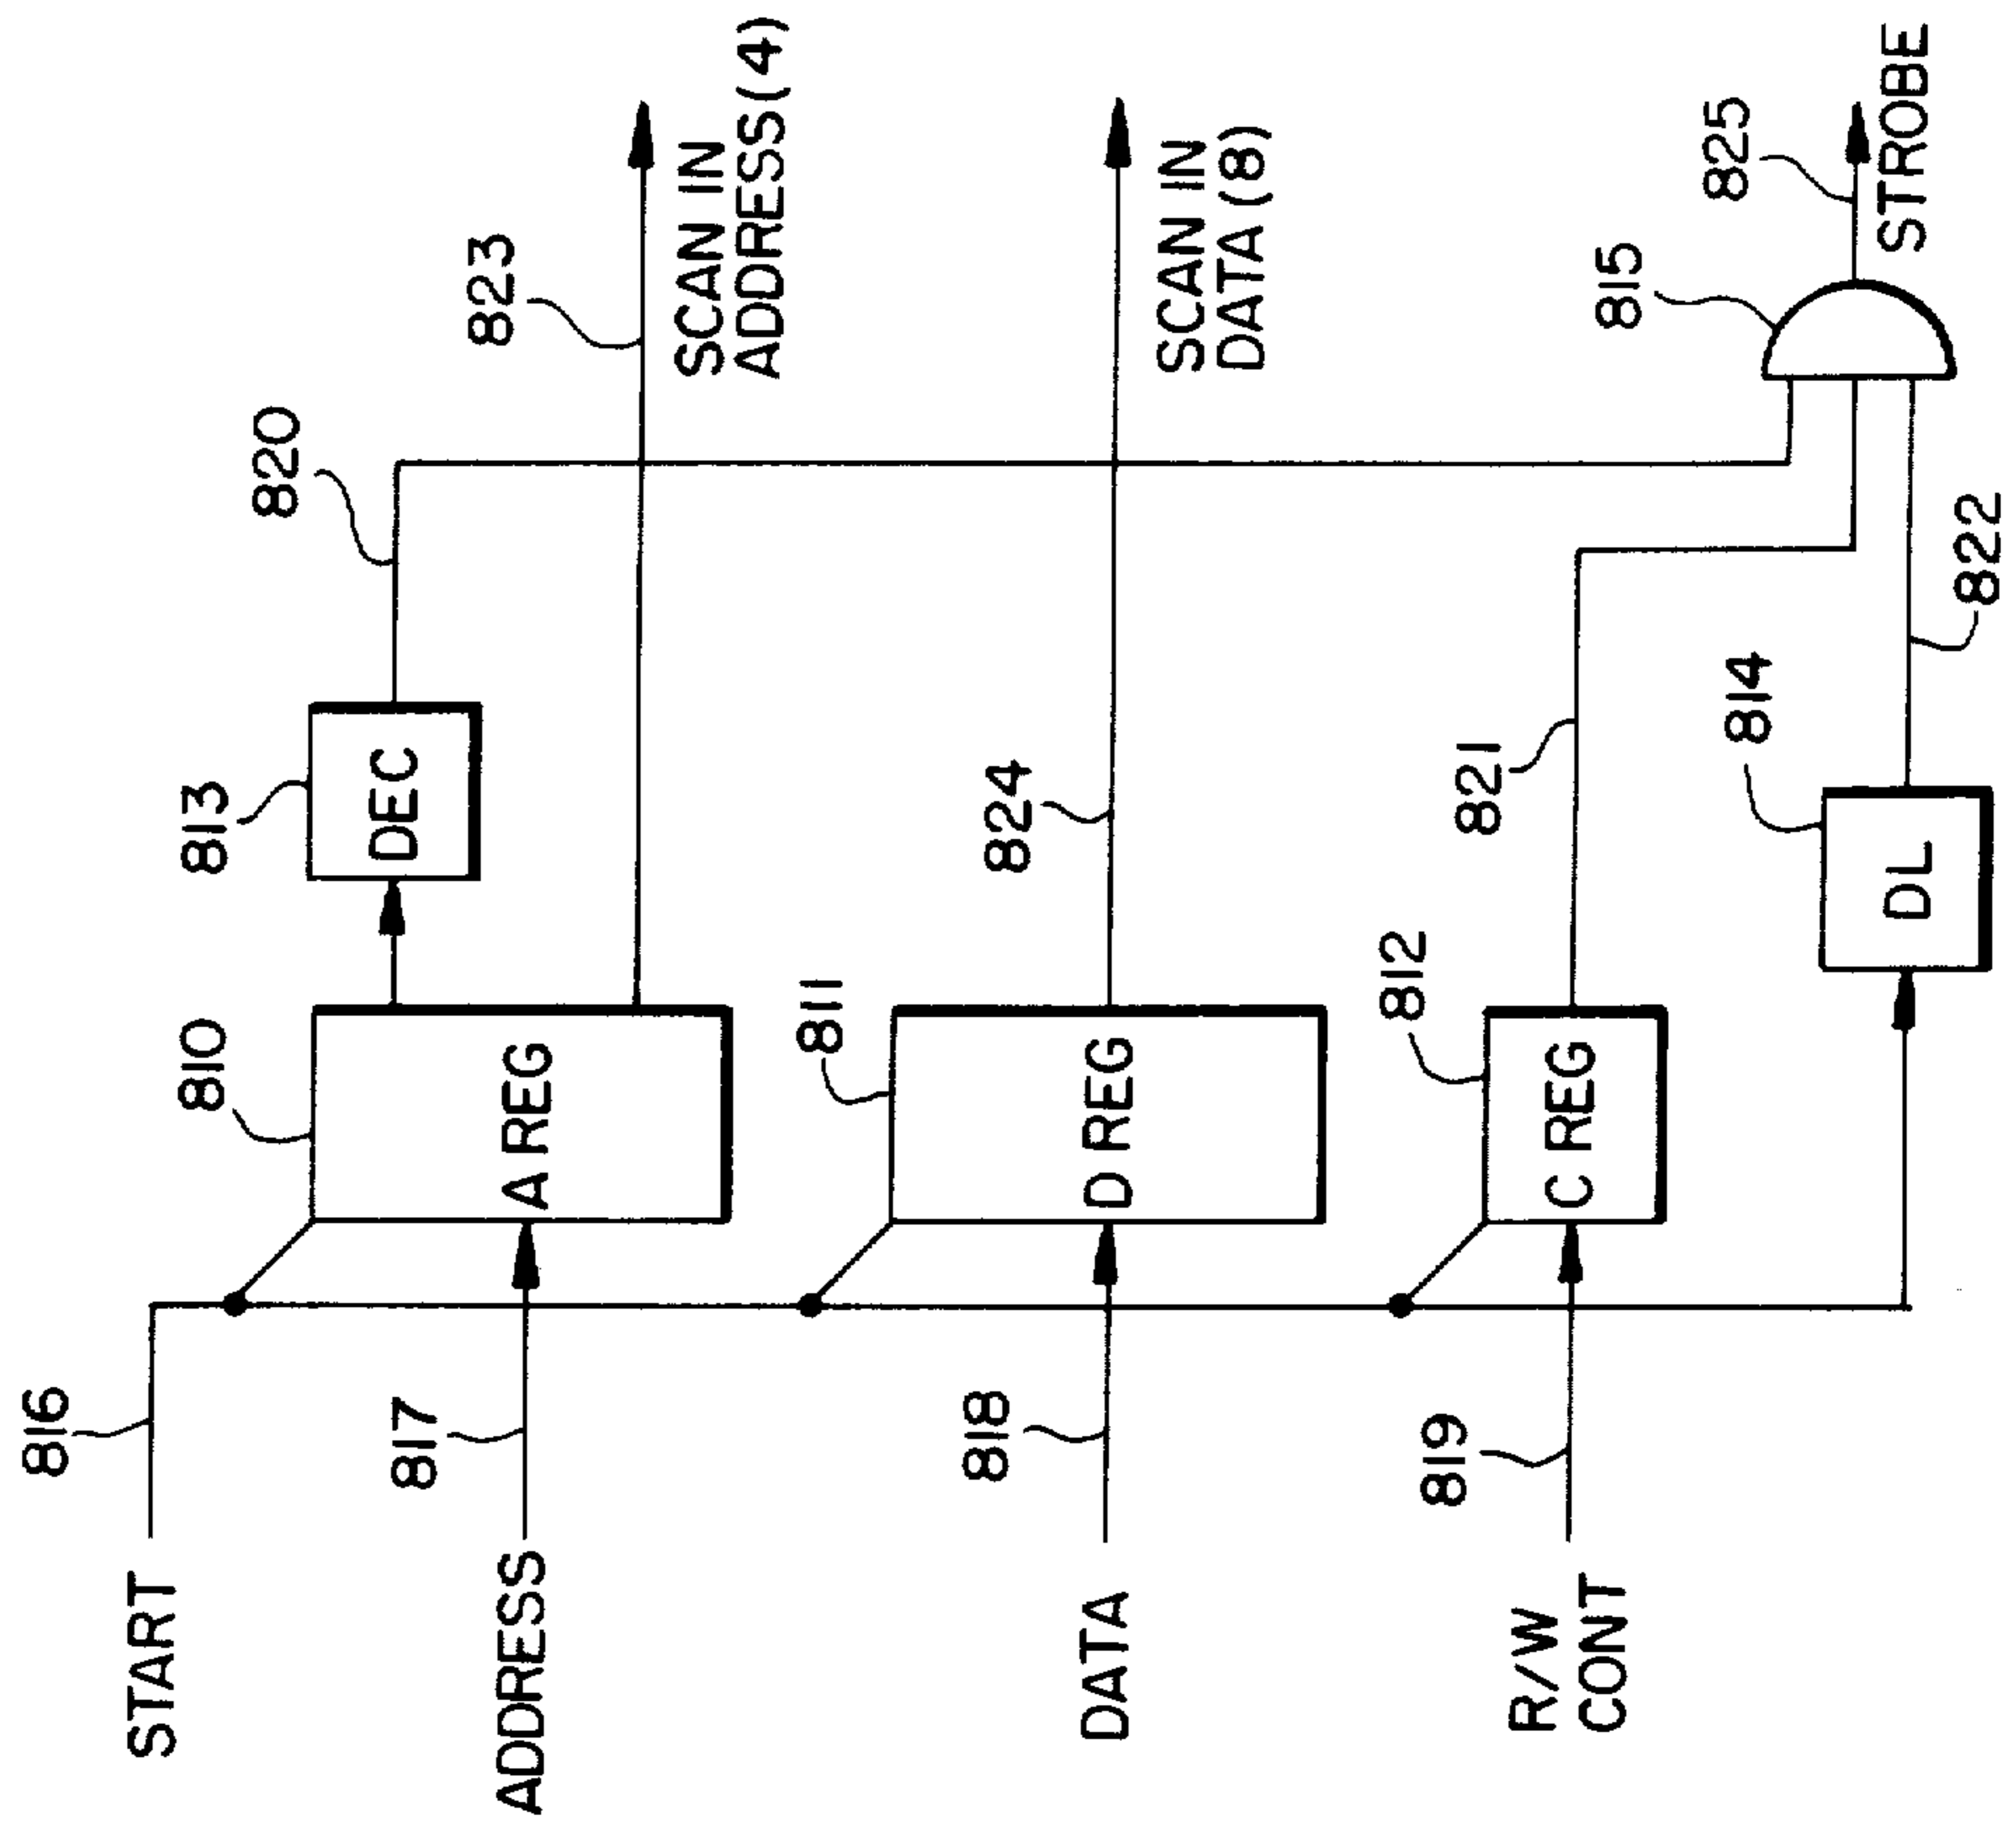 816
START
817
ADDRESS
818
DATA
819
R/W
CONT
810
A REG
811
D REG
812
C REG
813
DEC
814
DL
820
823
SCAN IN
ADDRESS(4)
824
SCAN IN
DATA(8)
821
822
815
825
STROBE